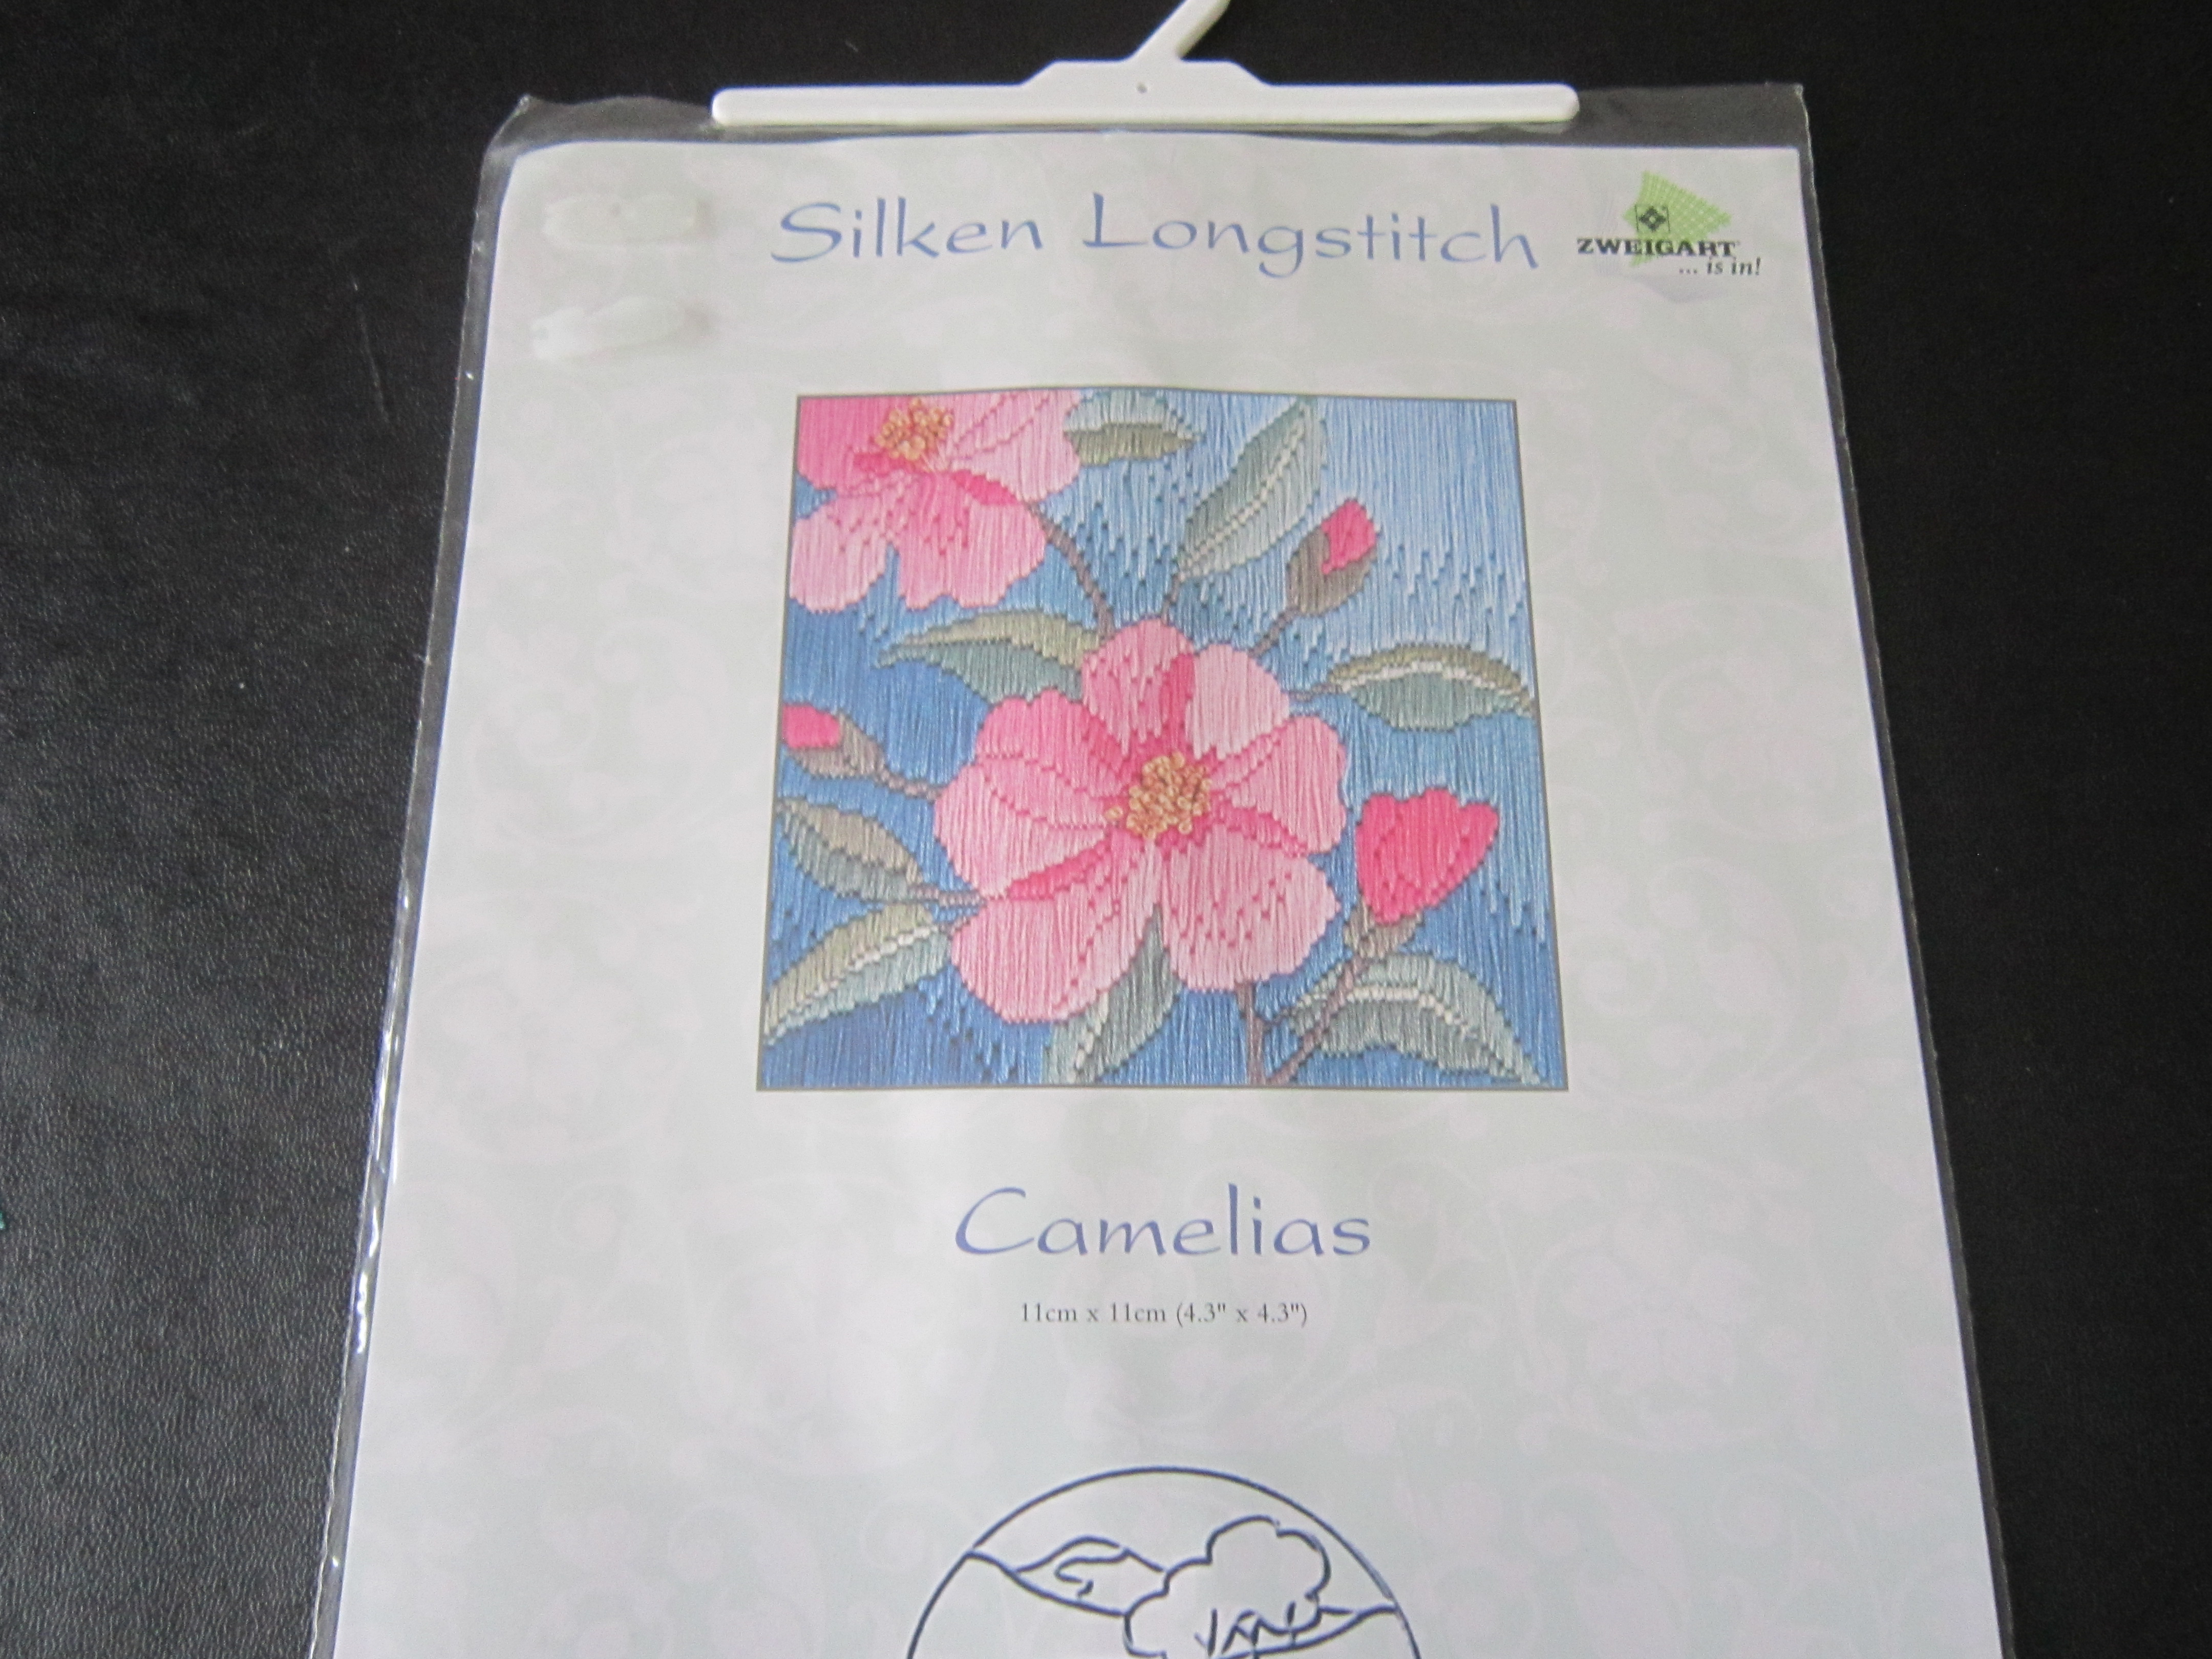 Silken Longstitch
ZWEIGART
... is in!
Camelias
11cm x 11cm (4.3" x 4.3")